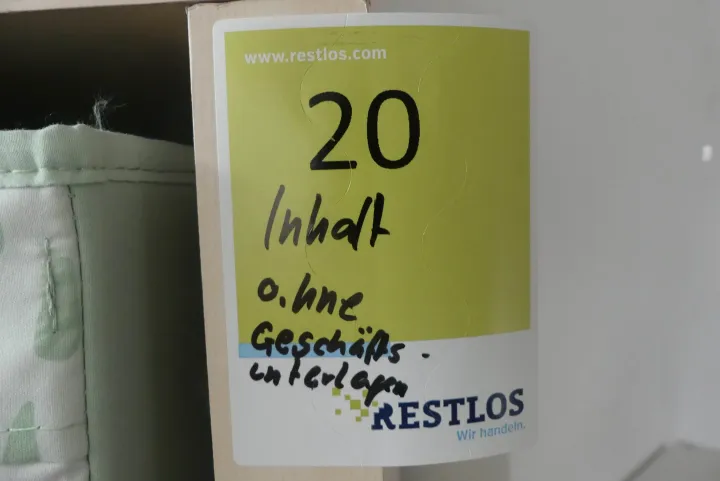 www.restlos.com
20
Inhalt
o.hne
Geschäfts-
unterlagen
RESTLOS
Wir handeln.